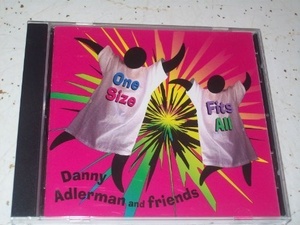 One
Size
Fits
All
Danny
Adlerman and friends